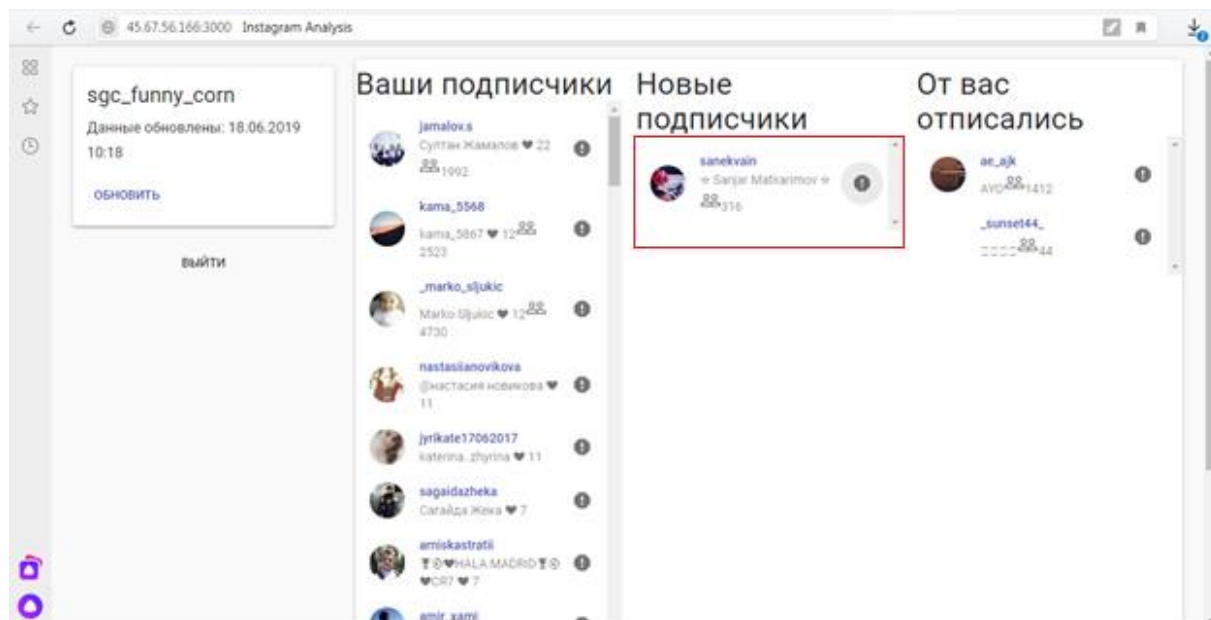 45.67.56.166:3000 Instagram Analysis
sgc_funny_corn
Данные обновлены: 18.06.2019
10:18
ОБНОВИТЬ
ВЫЙТИ
Ваши подписчики
jamalov.s
Султан Жамалов ♥ 22
1992
kama_5568
kama_5867 ♥ 12
2523
_marko_sljukic
Marko Sljukic ♥ 12
4730
nastasiianovikova
@настасия новикова ♥
11
jyrikate17062017
katerina_zhyrina ♥ 11
sagaidazheka
Сагайда Жека ♥ 7
arniskastratii
HALA MADRID
♥CR7 ♥ 7
amir_xami
Новые
подписчики
sanekvain
Sanjar Matkarimov
316
От вас
отписались
ae_ajk
AYO 1412
_sunset44_
____ 44